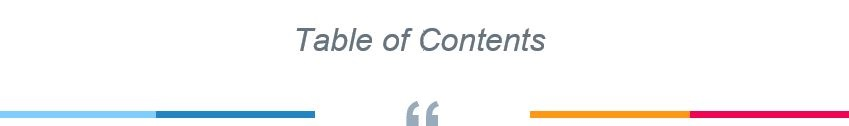 Table of Contents
“